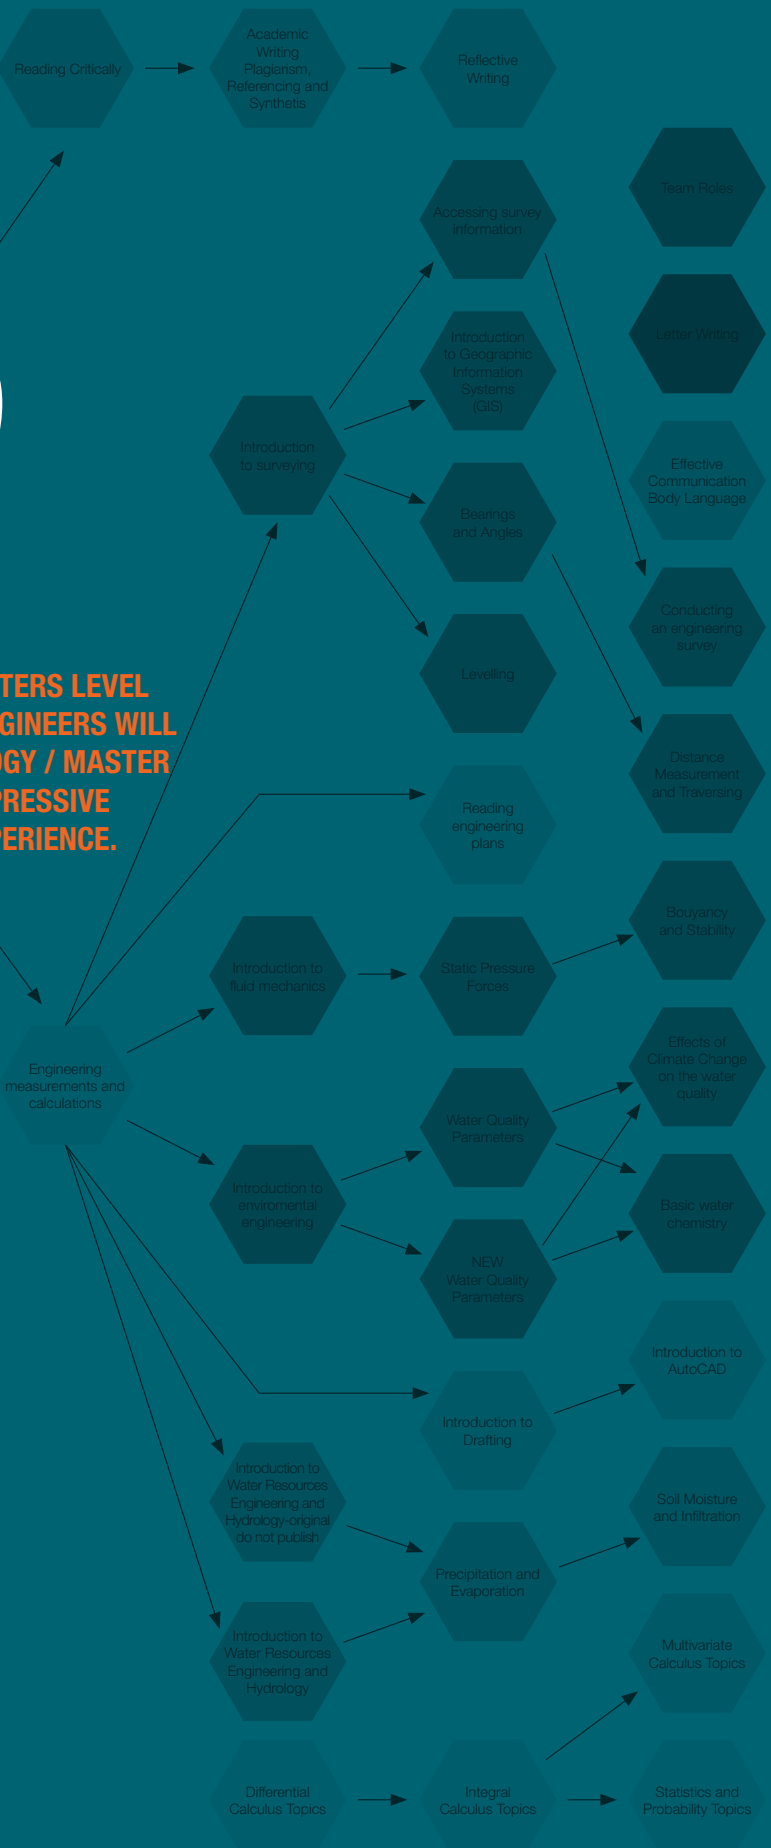 Reading Critically
Academic
Writing
Plagiarism,
Referencing and
Synthetis
Reflective
Writing
Team Roles
Accessing survey
information
Letter Writing
Introduction
to Geographic
Information
Systems
(GIS)
Introduction
to surveying
Effective
Communication
Body Language
Bearings
and Angles
Conducting
an engineering
survey
Levelling
TERS LEVEL
GINEERS WILL
OGY / MASTER
PRESSIVE
PERIENCE.
Distance
Measurement
and Traversing
Reading
engineering
plans
Bouyancy
and Stability
Introduction to
fluid mechanics
Static Pressure
Forces
Engineering
measurements and
calculations
Effects of
Climate Change
on the water
quality
Water Quality
Parameters
Introduction to
enviromental
engineering
Basic water
chemistry
NEW
Water Quality
Parameters
Introduction to
AutoCAD
Introduction to
Drafting
Introduction to
Water Resources
Engineering and
Hydrology-original
do not publish
Soil Moisture
and Infiltration
Precipitation and
Evaporation
Introduction to
Water Resources
Engineering and
Hydrology
Multivariate
Calculus Topics
Differential
Calculus Topics
Integral
Calculus Topics
Statistics and
Probability Topics